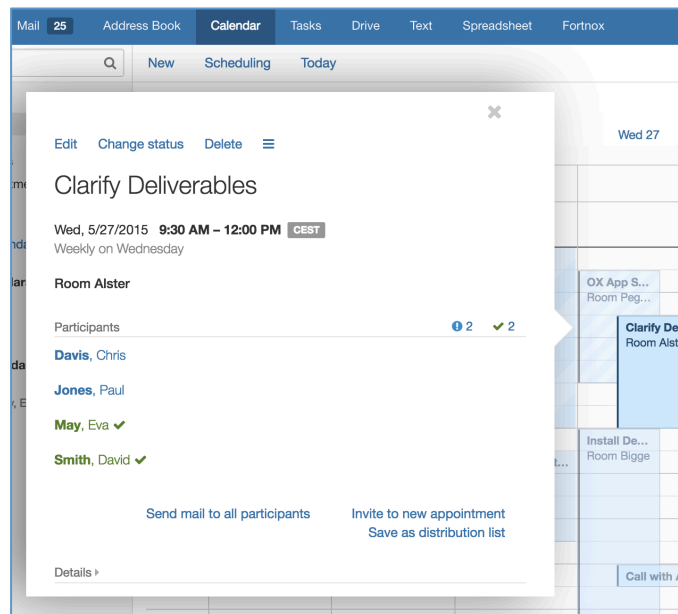 Mail 25 Address Book Calendar Tasks Drive Text Spreadsheet Fortnox
New Scheduling Today
Wed 27
Edit Change status Delete
Clarify Deliverables
Wed, 5/27/2015 9:30 AM – 12:00 PM CEST
Weekly on Wednesday
Room Alster
Participants 2 2
Davis, Chris
Jones, Paul
May, Eva
Smith, David
Send mail to all participants Invite to new appointment
Save as distribution list
Details
OX App S...
Room Peg...
Clarify De
Room Alst
Install De...
Room Bigge
Call with